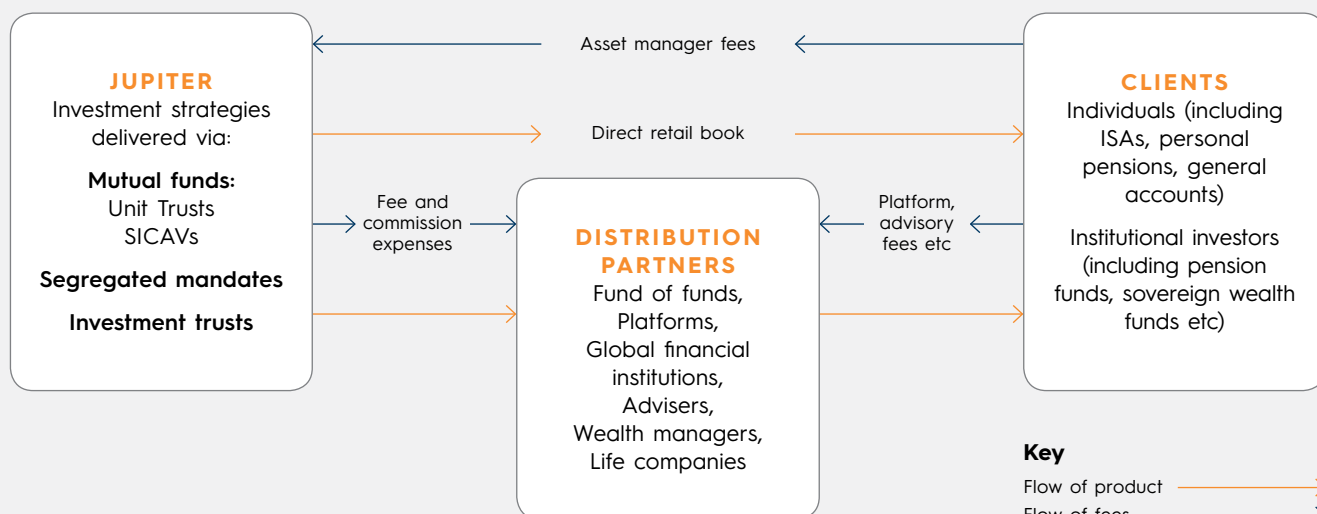 Asset manager fees
JUPITER
Investment strategies
delivered via:
Mutual funds:
Unit Trusts
SICAVs
Segregated mandates
Investment trusts
Direct retail book
Fee and
commission
expenses
DISTRIBUTION
PARTNERS
Fund of funds,
Platforms,
Global financial
institutions,
Advisers,
Wealth managers,
Life companies
Platform,
advisory
fees etc
CLIENTS
Individuals (including
ISAs, personal
pensions, general
accounts)
Institutional investors
(including pension
funds, sovereign wealth
funds etc)
Key
Flow of product
Flow of fees